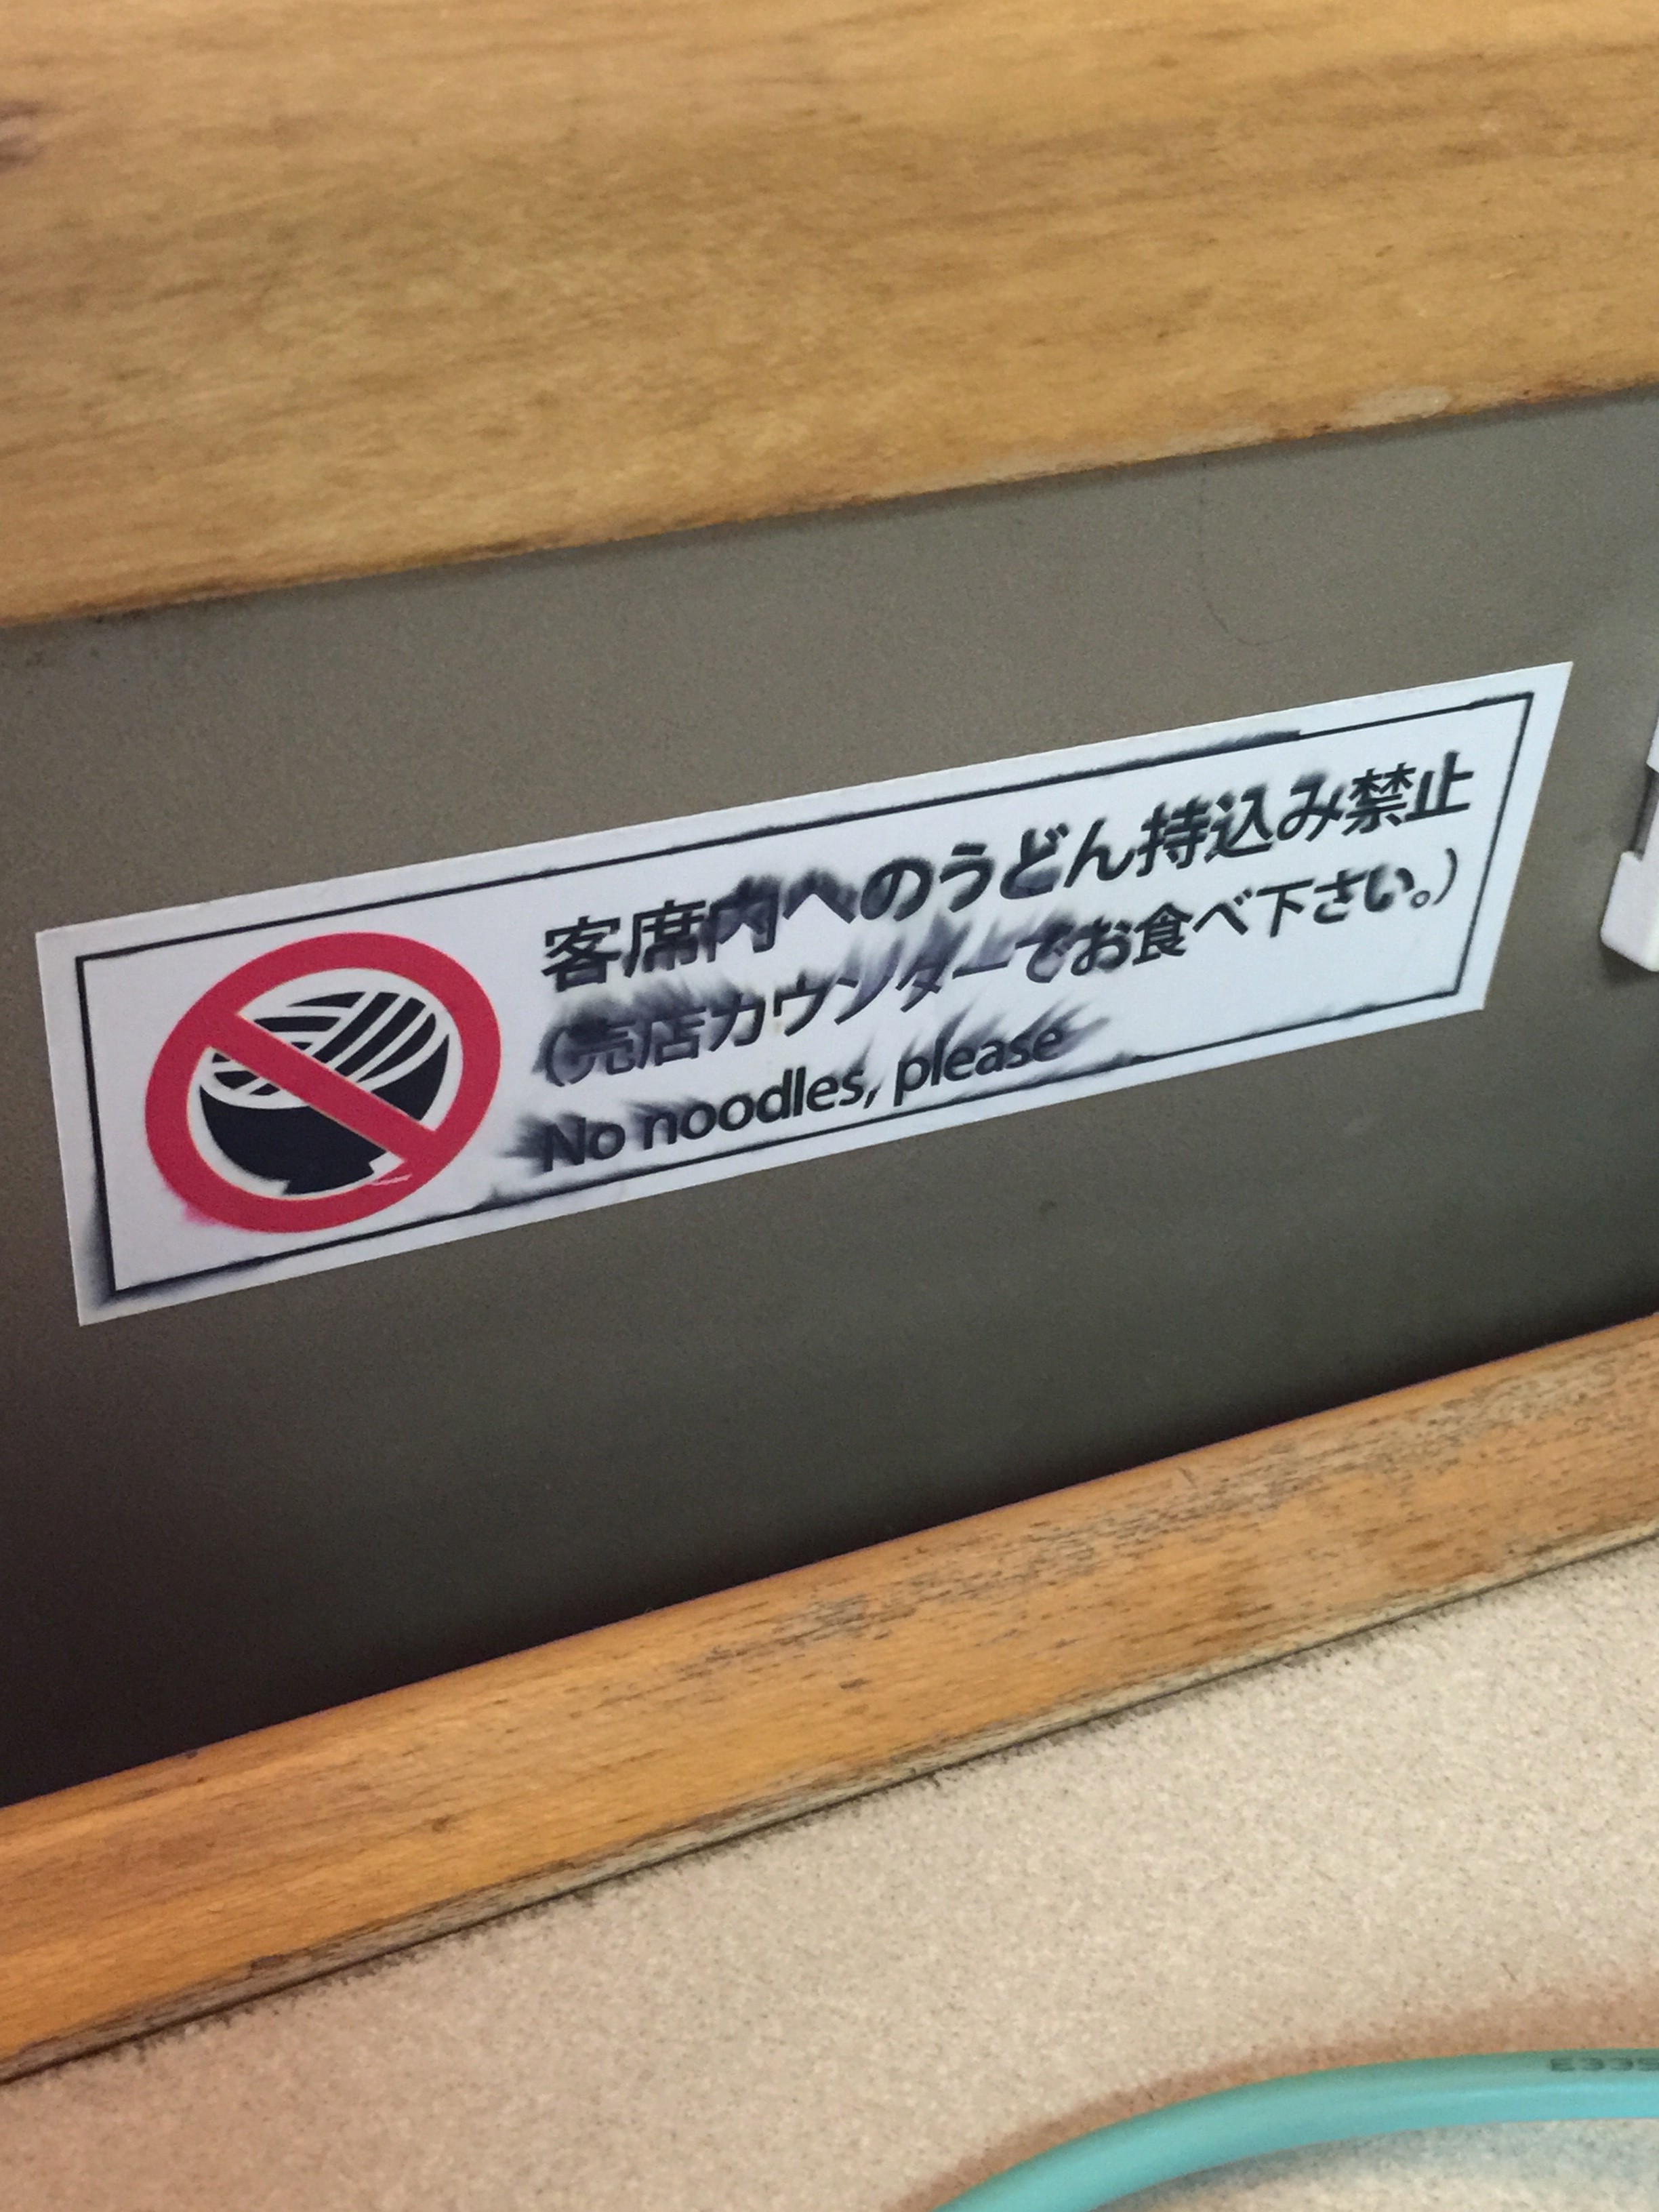 客席内へのうどん持込み禁止
(売店カウンターでお食べ下さい。)
No noodles, please